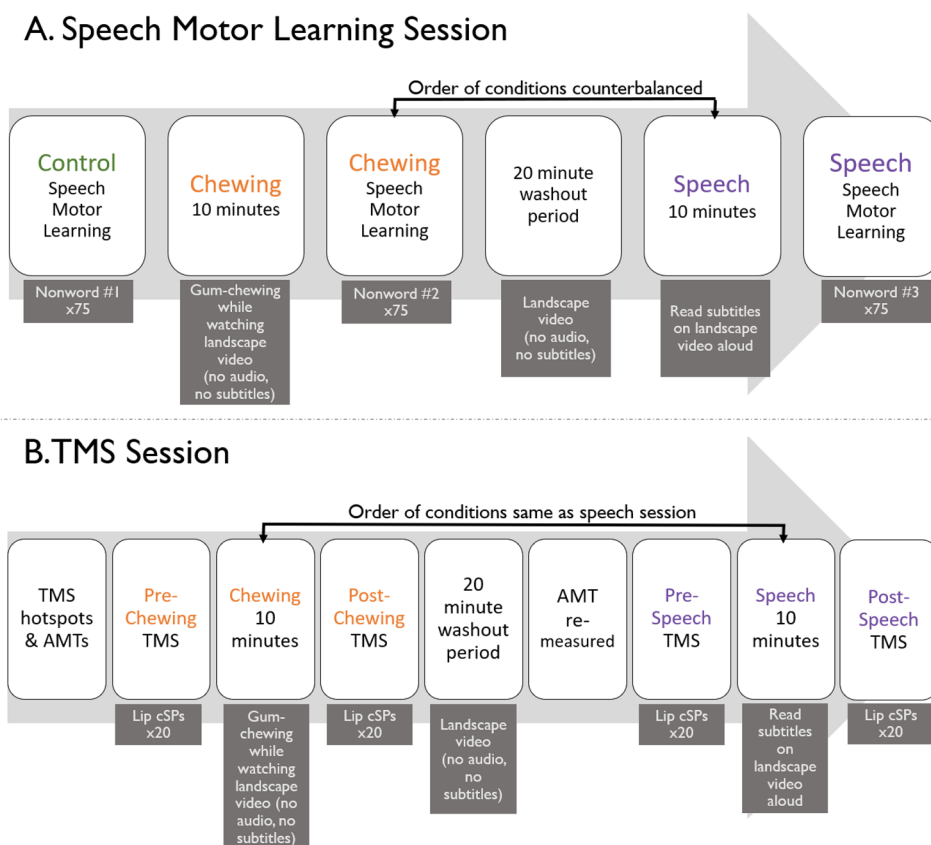 A. Speech Motor Learning Session
Order of conditions counterbalanced
Control
Speech
Motor
Learning
Nonword #1
x75
Chewing
10 minutes
Gum-chewing
while
watching
landscape
video
(no audio,
no subtitles)
Chewing
Speech
Motor
Learning
Nonword #2
x75
20 minute
washout
period
Landscape
video
(no audio,
no subtitles)
Speech
10 minutes
Read subtitles
on landscape
video aloud
Speech
Speech
Motor
Learning
Nonword #3
x75
B.TMS Session
Order of conditions same as speech session
TMS
hotspots
& AMTs
Pre-
Chewing
TMS
Lip cSPs
x20
Chewing
10
minutes
Gum-
chewing
while
watching
landscape
video (no
audio, no
subtitles)
Post-
Chewing
TMS
Lip cSPs
x20
20
minute
washout
period
Landscape
video
(no audio,
no
subtitles)
AMT
re-
measured
Pre-
Speech
TMS
Lip cSPs
x20
Speech
10
minutes
Read
subtitles
on
landscape
video
aloud
Post-
Speech
TMS
Lip cSPs
x20